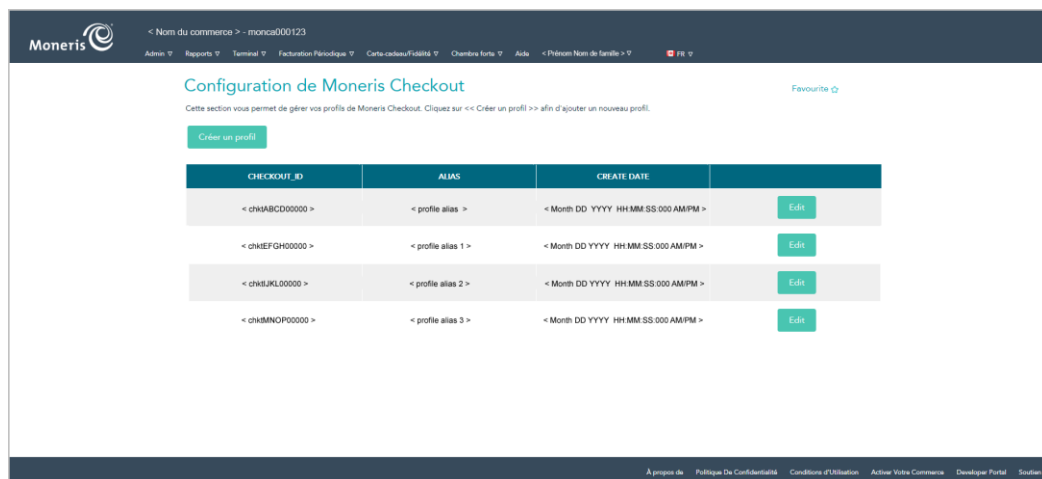 Moneris
< Nom du commerce > - monca000123
Admin Rapports Terminal Facturation Périodique Carte-cadeau/Fidélité Chambre forte Aide < Prénom Nom de famille > FR
Configuration de Moneris Checkout
Favourite
Cette section vous permet de gérer vos profils de Moneris Checkout. Cliquez sur << Créer un profil >> afin d'ajouter un nouveau profil.
Créer un profil
CHECKOUT_ID ALIAS CREATE DATE
< chktABCD00000 > < profile alias > < Month DD YYYY HH:MM:SS:000 AM/PM > Edit
< chktEFGH00000 > < profile alias 1 > < Month DD YYYY HH:MM:SS:000 AM/PM > Edit
< chktIJKL00000 > < profile alias 2 > < Month DD YYYY HH:MM:SS:000 AM/PM > Edit
< chktMNOP00000 > < profile alias 3 > < Month DD YYYY HH:MM:SS:000 AM/PM > Edit
À propos de Politique De Confidentialité Conditions d'Utilisation Activer Votre Commerce Developer Portal Soutien